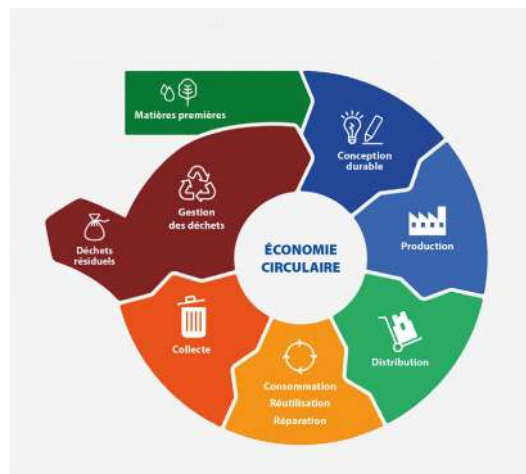 Matières premières
Conception
durable
Production
Distribution
Consommation
Réutilisation
Réparation
Collecte
Gestion
des déchets
Déchets
résiduels
ÉCONOMIE
CIRCULAIRE